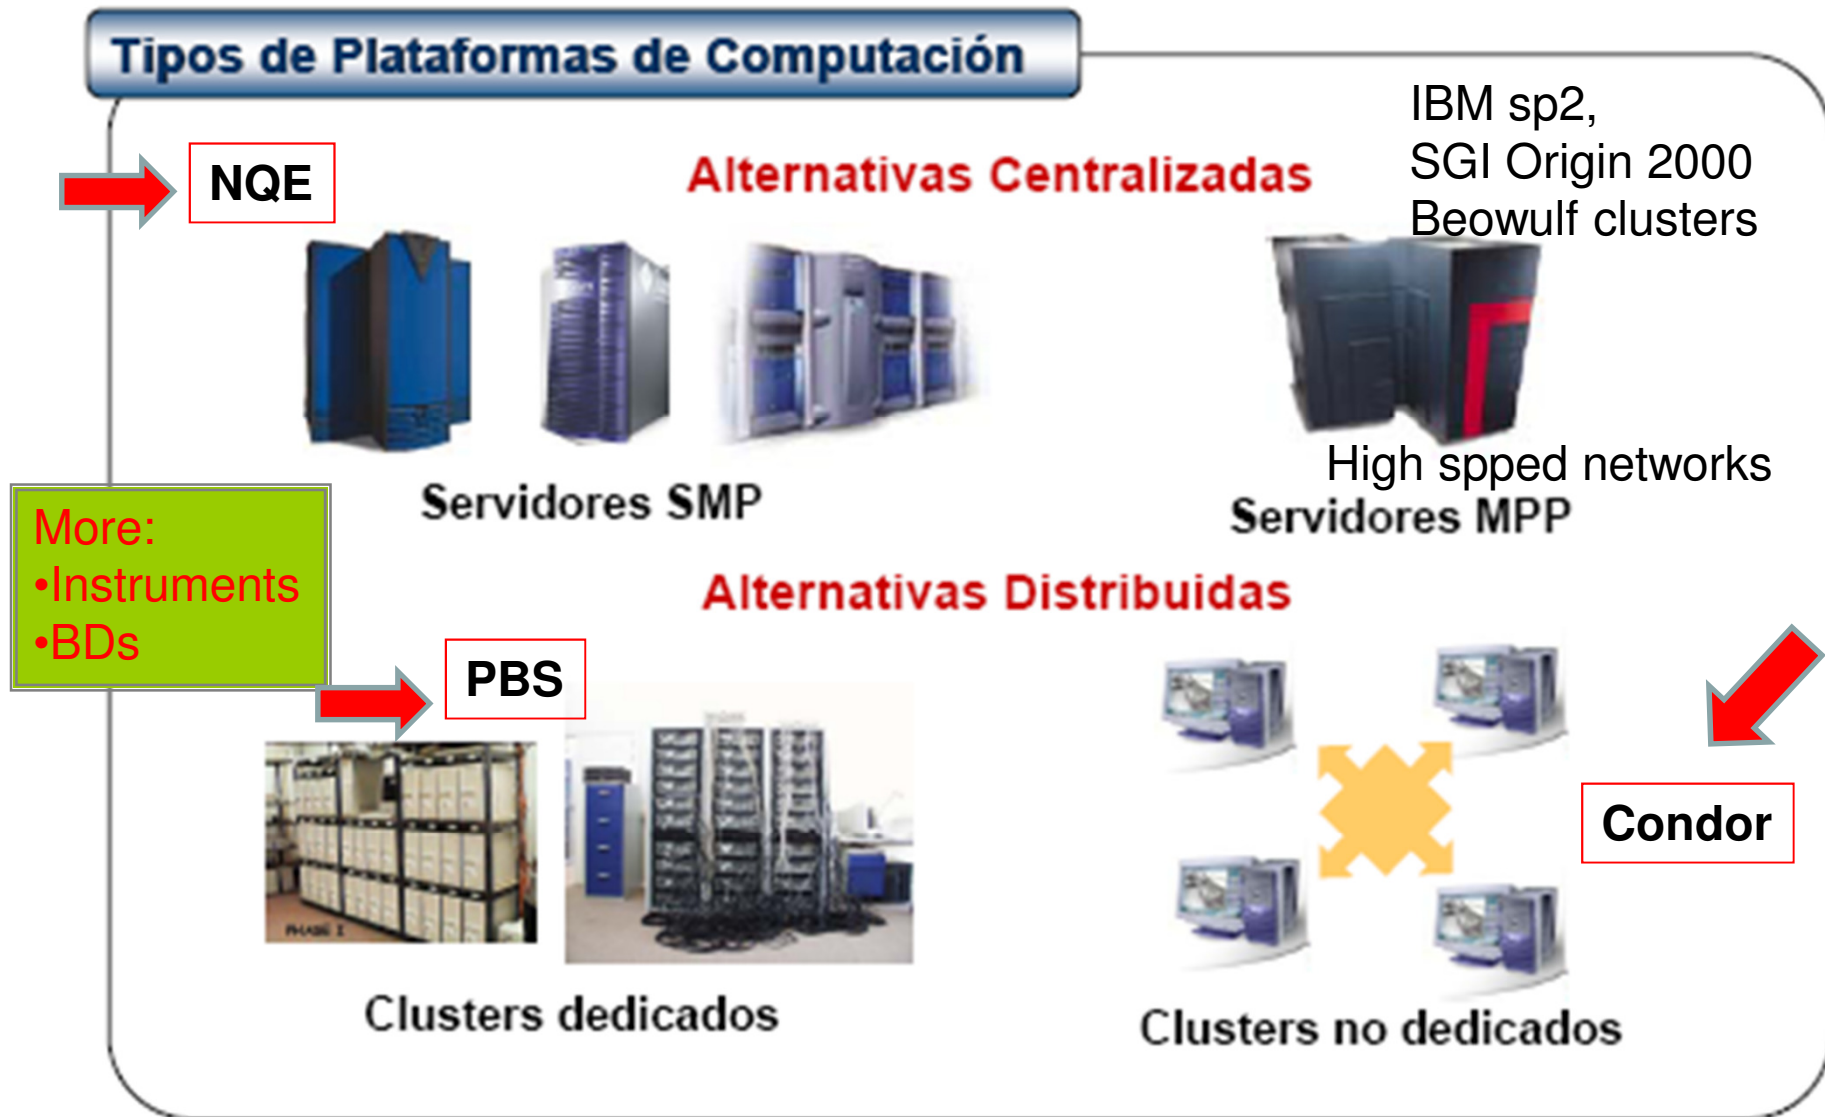 Tipos de Plataformas de Computación
IBM sp2,
SGI Origin 2000
Beowulf clusters
NQE
Alternativas Centralizadas
High spped networks
Servidores SMP
Servidores MPP
More:
•Instruments
•BDs
Alternativas Distribuidas
PBS
Condor
PHASE I
Clusters dedicados
Clusters no dedicados